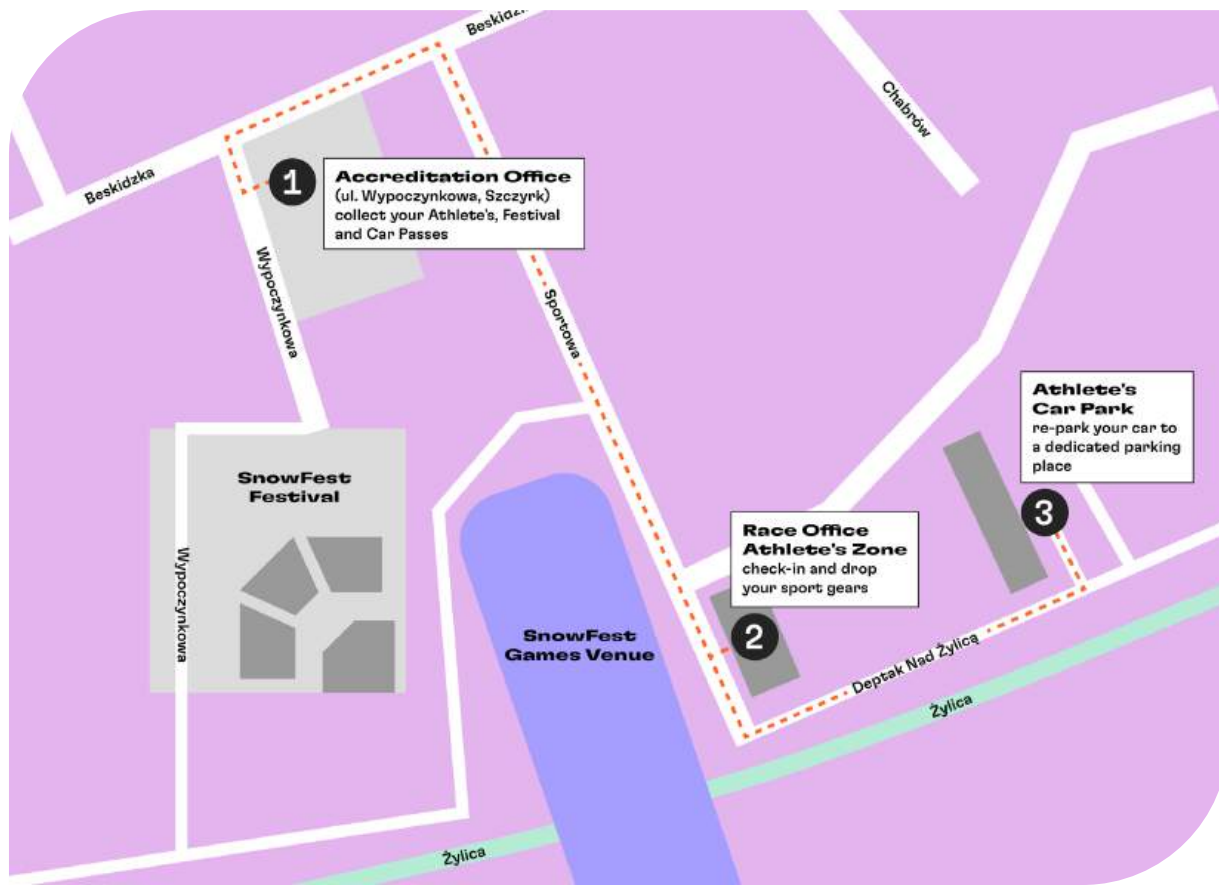 Beskidzka
Chabrów
Beskidzka
1
Accreditation Office
(ul. Wypoczynkowa, Szczyrk)
collect your Athlete's, Festival
and Car Passes
Wypoczynkowa
Sportowa
Athlete's
Car Park
re-park your car to
a dedicated parking
place
3
SnowFest
Festival
Race Office
Athlete's Zone
check-in and drop
your sport gears
2
Wypoczynkowa
SnowFest
Games Venue
Deptak Nad Żylicą
Żylica
Żylica